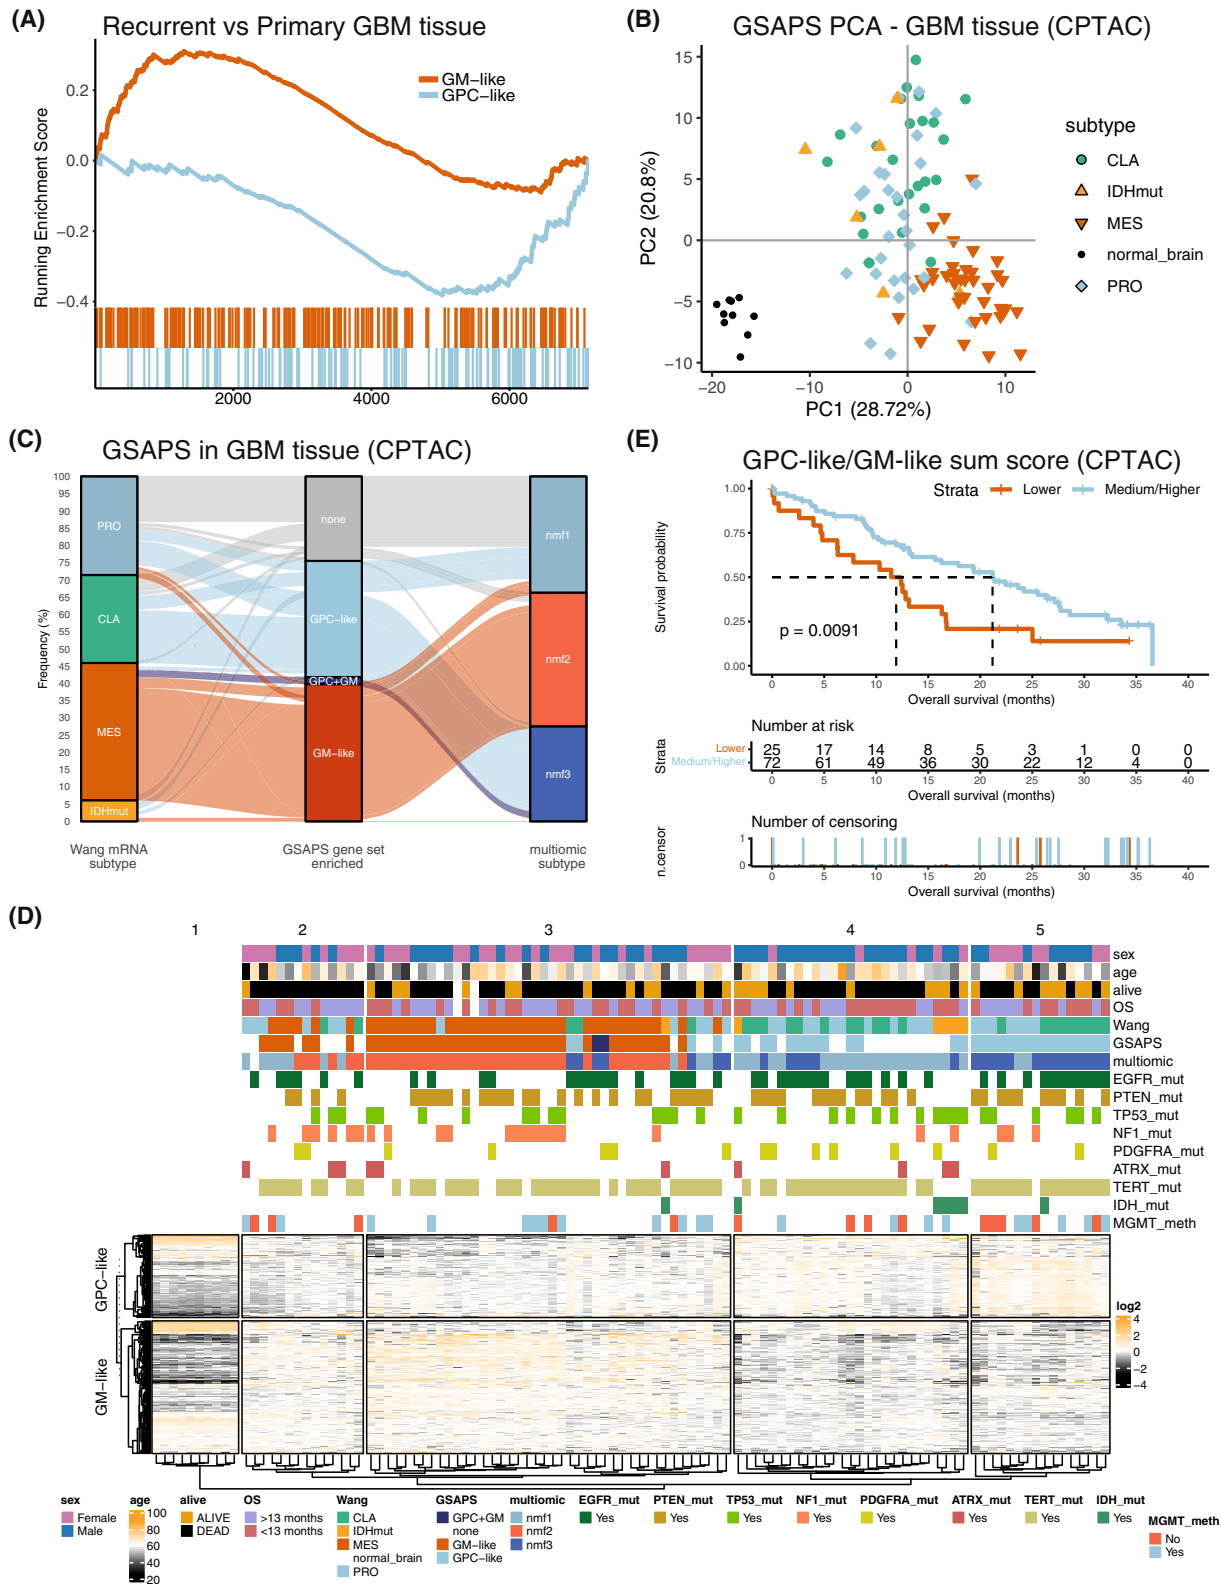 (A)
Recurrent vs Primary GBM tissue
Running Enrichment Score
0.2
0.0
−0.2
−0.4
GM-like
GPC-like
2000
4000
6000
(B)
GSAPS PCA - GBM tissue (CPTAC)
PC2 (20.8%)
15
10
5
0
−5
−10
−20
−10
0
10
PC1 (28.72%)
subtype
CLA
IDHmut
MES
normal_brain
PRO
(C)
GSAPS in GBM tissue (CPTAC)
Frequency (%)
100
95
90
85
80
75
70
65
60
55
50
45
40
35
30
25
20
15
10
5
0
PRO
CLA
MES
IDHmut
none
GPC−like
GPC+GM
GM−like
nmf1
nmf2
nmf3
Wang mRNA
subtype
GSAPS gene set
enriched
multiomic
subtype
(E)
GPC-like/GM-like sum score (CPTAC)
Strata
Lower
Medium/Higher
Survival probability
1.00
0.75
0.50
0.25
0.00
p = 0.0091
0 5 10 15 20 25 30 35 40
Overall survival (months)
Number at risk
Strata
Lower 25 17 14 8 5 3 1 0 0
Medium/Higher 72 61 49 36 30 22 12 4 0
0 5 10 15 20 25 30 35 40
Overall survival (months)
Number of censoring
n.censor
1
0
0 5 10 15 20 25 30 35 40
Overall survival (months)
(D)
1 2 3 4 5
sex
age
alive
OS
Wang
GSAPS
multiomic
EGFR_mut
PTEN_mut
TP53_mut
NF1_mut
PDGFRA_mut
ATRX_mut
TERT_mut
IDH_mut
MGMT_meth
GPC−like
GM−like
log2
4
2
0
−2
−4
sex
Female
Male
age
100
80
60
40
20
alive
ALIVE
DEAD
OS
>13 months
<13 months
Wang
CLA
IDHmut
MES
normal_brain
PRO
GSAPS
GPC+GM
none
GM−like
GPC−like
multiomic
nmf1
nmf2
nmf3
EGFR_mut
Yes
PTEN_mut
Yes
TP53_mut
Yes
NF1_mut
Yes
PDGFRA_mut
Yes
ATRX_mut
Yes
TERT_mut
Yes
IDH_mut
Yes
MGMT_meth
No
Yes